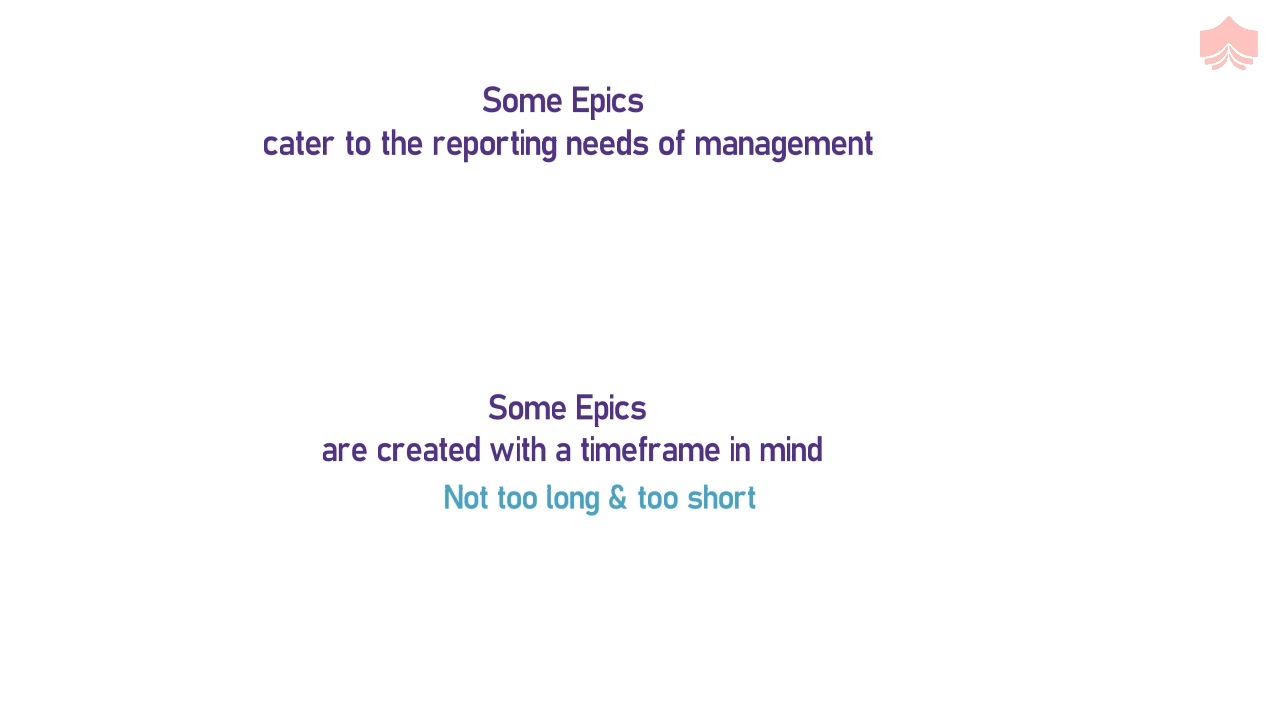 Some Epics
cater to the reporting needs of management
Some Epics
are created with a timeframe in mind
Not too long & too short